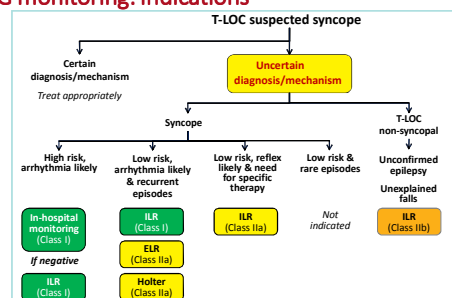 G monitoring: indications
T-LOC suspected syncope
Certain
diagnosis/mechanism
Treat appropriately
Uncertain
diagnosis/mechanism
Syncope
T-LOC
non-syncopal
High risk,
arrhythmia likely
Low risk,
arrhythmia likely
& recurrent
episodes
Low risk, reflex
likely & need
for specific
therapy
Low risk &
rare episodes
Unconfirmed
epilepsy
Unexplained
falls
In-hospital
monitoring
(Class I)
If negative
ILR
(Class I)
ILR
(Class I)
ELR
(Class IIa)
Holter
(Class IIa)
ILR
(Class IIa)
Not
indicated
ILR
(Class IIb)